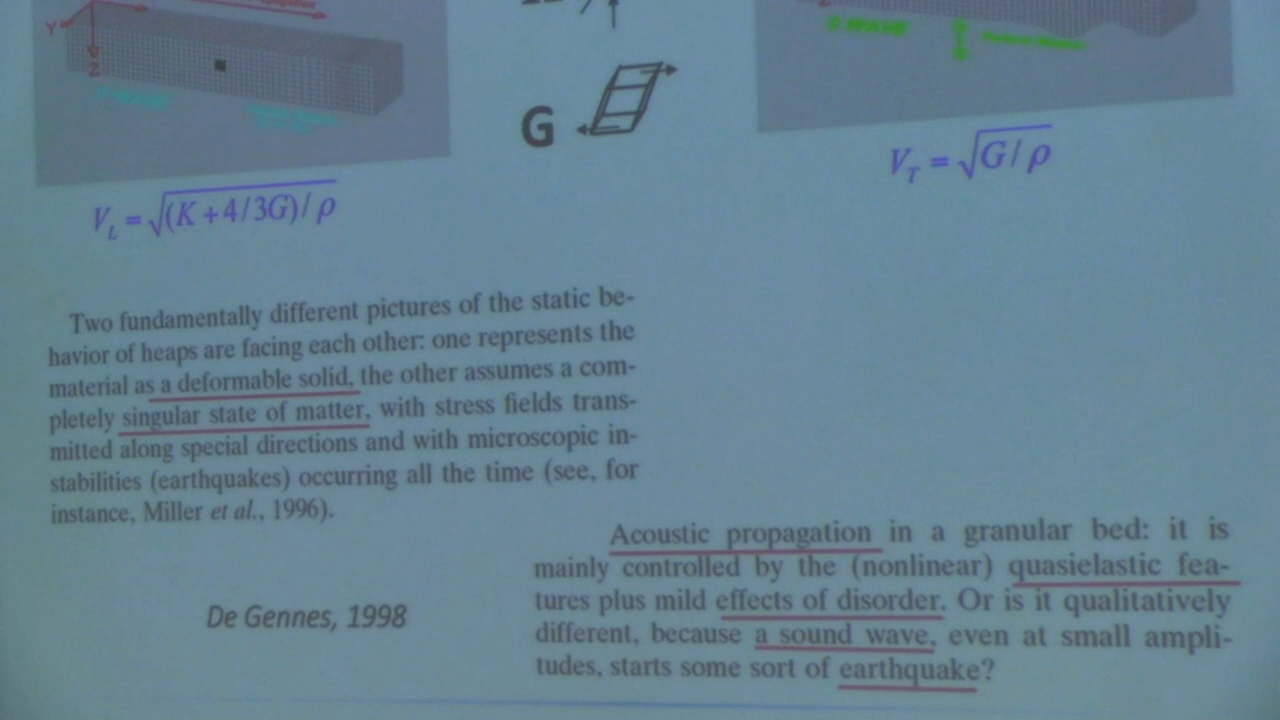 Y
Z
G
S WAVE
V_L = √(K + 4/3G)/ρ
V_T = √G/ρ
Two fundamentally different pictures of the static be-
havior of heaps are facing each other: one represents the
material as a deformable solid, the other assumes a com-
pletely singular state of matter, with stress fields trans-
mitted along special directions and with microscopic in-
stabilities (earthquakes) occurring all the time (see, for
instance, Miller et al., 1996).
De Gennes, 1998
Acoustic propagation in a granular bed: it is
mainly controlled by the (nonlinear) quasielastic fea-
tures plus mild effects of disorder. Or is it qualitatively
different, because a sound wave, even at small ampli-
tudes, starts some sort of earthquake?